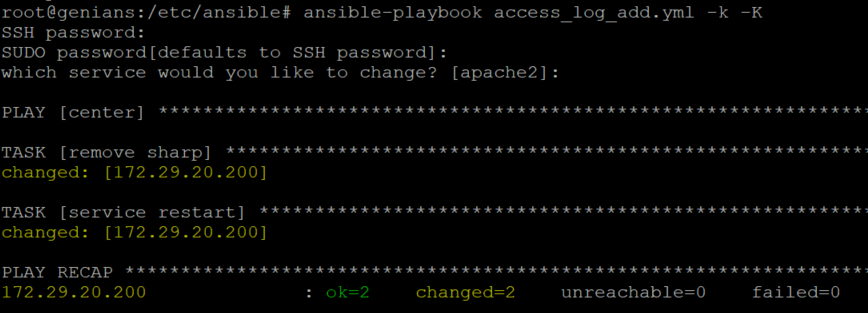 root@genians:/etc/ansible# ansible-playbook access_log_add.yml -k -K
SSH password:
SUDO password[defaults to SSH password]:
which service would you like to change? [apache2]:
PLAY [center] ***************************************************************
TASK [remove sharp] *********************************************************
changed: [172.29.20.200]
TASK [service restart] ******************************************************
changed: [172.29.20.200]
PLAY RECAP ******************************************************************
172.29.20.200 : ok=2 changed=2 unreachable=0 failed=0